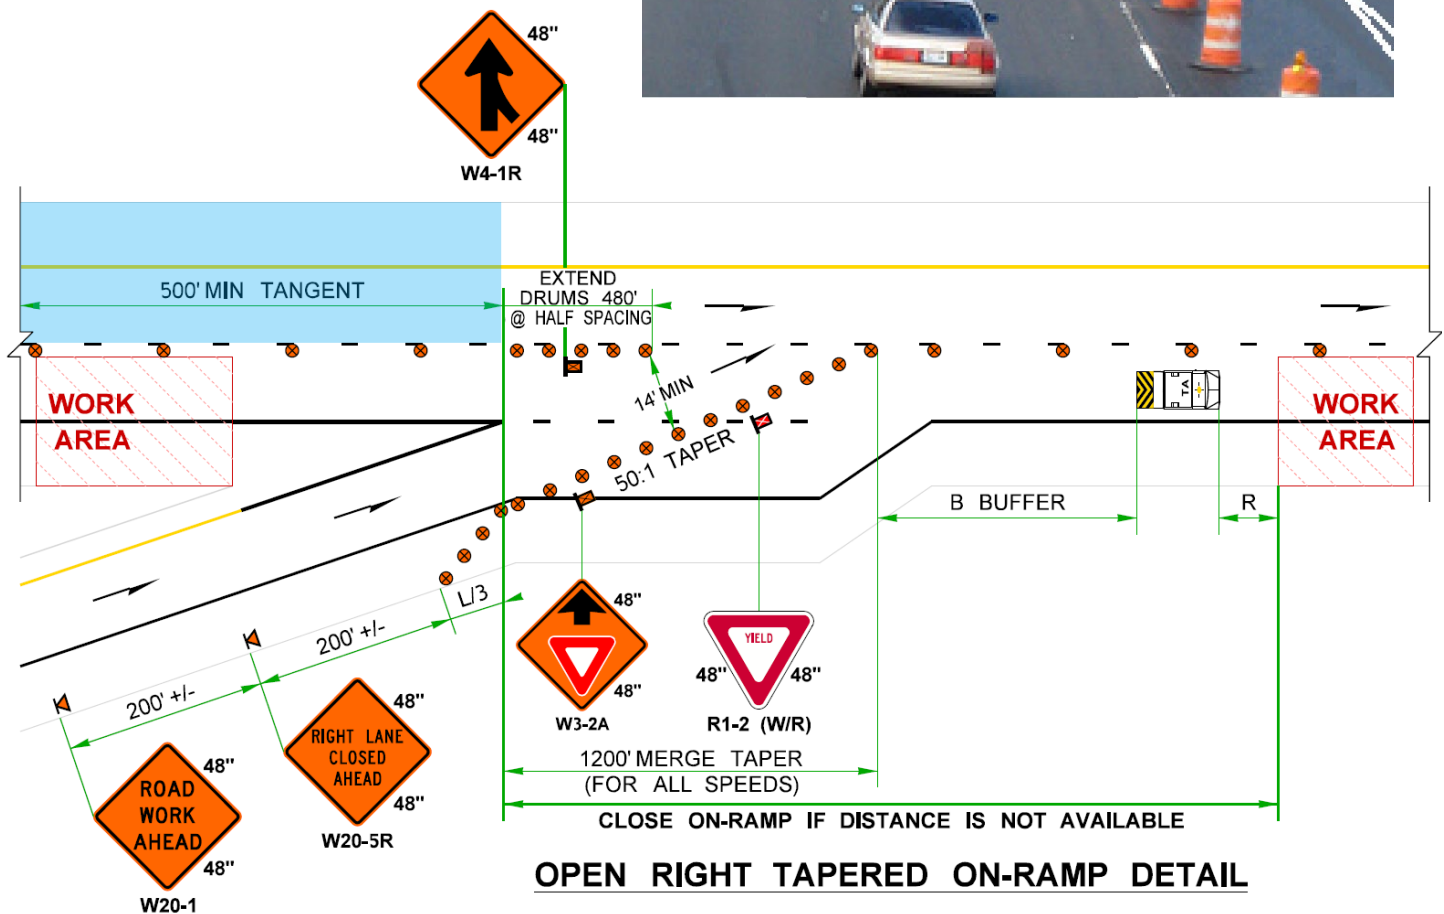 48"
48"
W4-1R
500' MIN TANGENT
EXTEND
DRUMS 480'
@ HALF SPACING
14' MIN
WORK
AREA
50:1 TAPER
TA
WORK
AREA
B BUFFER
R
L/3
200' +/-
200' +/-
48"
48"
W3-2A
YIELD
48"
48"
R1-2 (W/R)
RIGHT LANE
CLOSED
AHEAD
48"
48"
W20-5R
ROAD
WORK
AHEAD
48"
48"
W20-1
1200' MERGE TAPER
(FOR ALL SPEEDS)
CLOSE ON-RAMP IF DISTANCE IS NOT AVAILABLE
OPEN RIGHT TAPERED ON-RAMP DETAIL